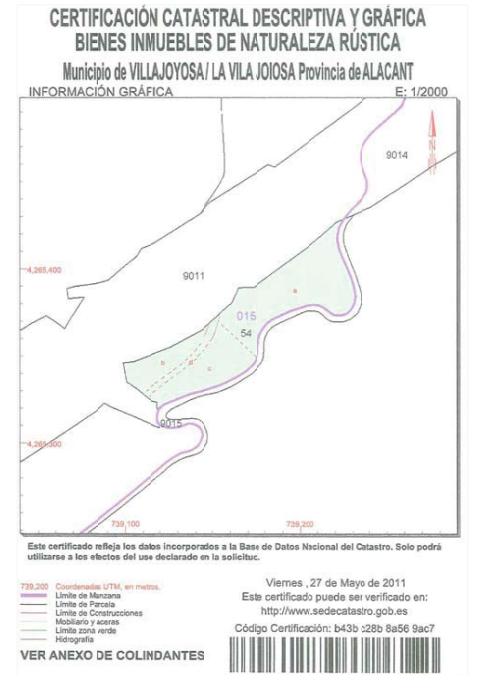 CERTIFICACIÓN CATASTRAL DESCRIPTIVA Y GRÁFICA
BIENES INMUEBLES DE NATURALEZA RÚSTICA
Municipio de VILLAJOYOSA/ LA VILA JOIOSA Provincia de ALACANT
INFORMACIÓN GRÁFICA E: 1/2000
9014
N
4,265,400
9011
a
015
54
b d c
9015
4,265,300
739,100 739,200
Este certificado refleja los datos incorporados a la Base de Datos Nacional del Catastro. Solo podrá
utilizarse a los efectos del uso declarado en la solicitud.
739,200 Coordenadas UTM, en metros.
Límite de Manzana
Límite de Parcela
Límite de Construcciones
Mobiliario y aceras
Límite zona verde
Hidrografía
VER ANEXO DE COLINDANTES
Viernes , 27 de Mayo de 2011
Este certificado puede ser verificado en:
http://www.sedecatastro.gob.es
Código Certificación: b43b c28b 8a56 9ac7